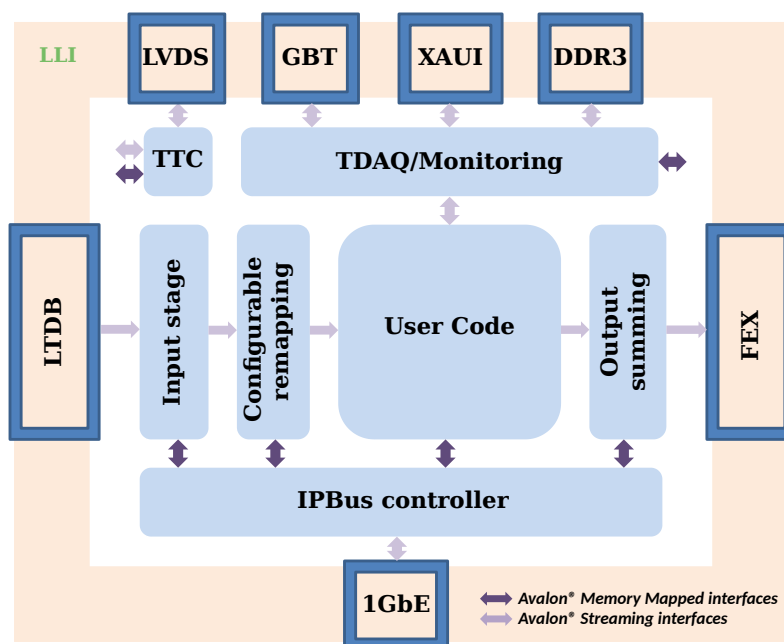 LLI
LVDS
GBT
XAUI
DDR3
TTC
TDAQ/Monitoring
LTDB
Input stage
Configurable
remapping
User Code
Output
summing
FEX
IPBus controller
1GbE
Avalon® Memory Mapped interfaces
Avalon® Streaming interfaces